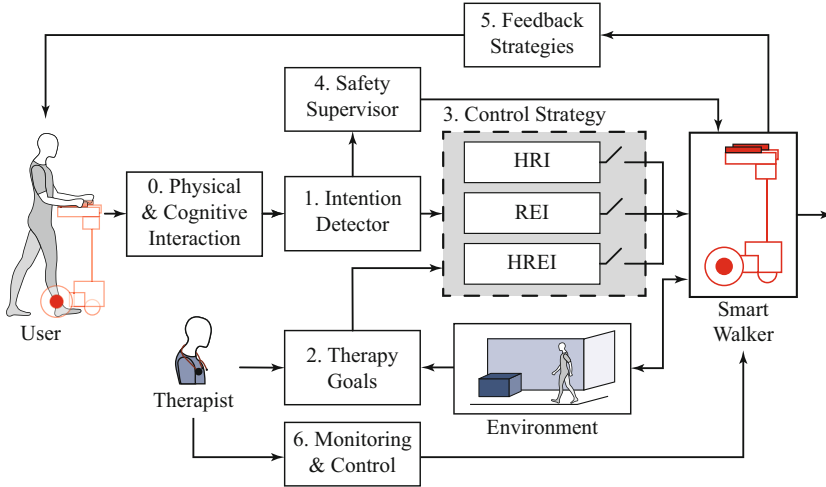 5. Feedback
Strategies
4. Safety
Supervisor
3. Control Strategy
HRI
0. Physical
& Cognitive
Interaction
1. Intention
Detector
REI
HREI
User
Smart
Walker
2. Therapy
Goals
Therapist
Environment
6. Monitoring
& Control